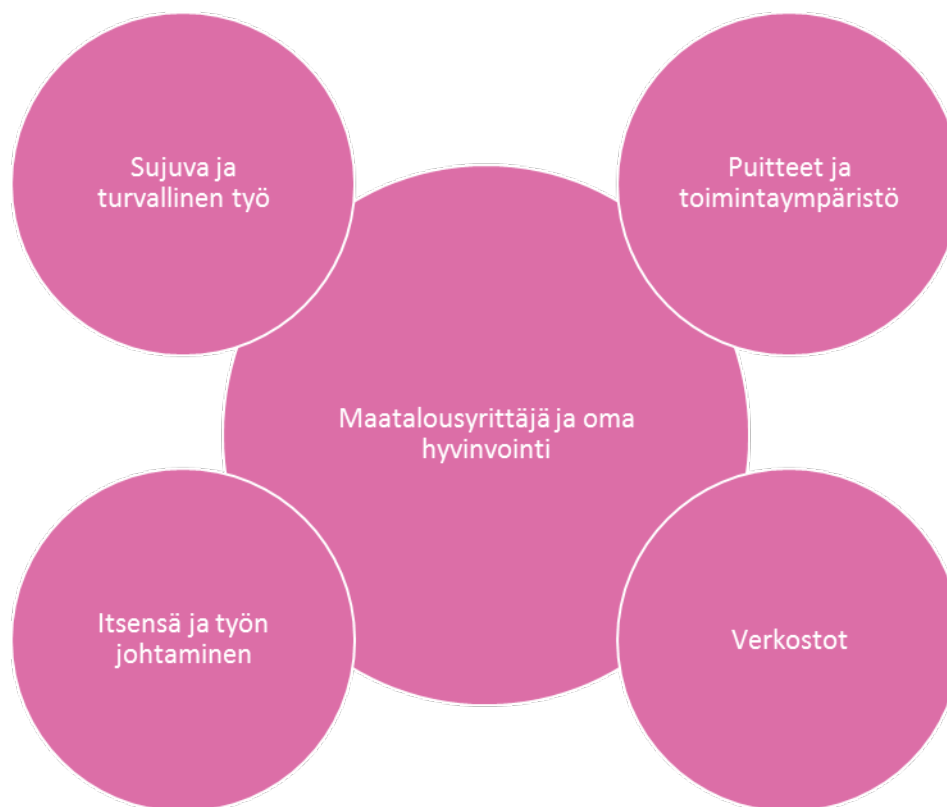 Sujuva ja
turvallinen työ
Puitteet ja
toimintaympäristö
Maatalousyrittäjä ja oma
hyvinvointi
Itsensä ja työn
johtaminen
Verkostot